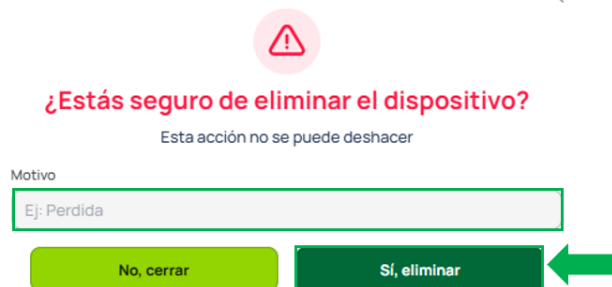 ¿Estás seguro de eliminar el dispositivo?
Esta acción no se puede deshacer
Motivo
Ej: Perdida
No, cerrar
Sí, eliminar